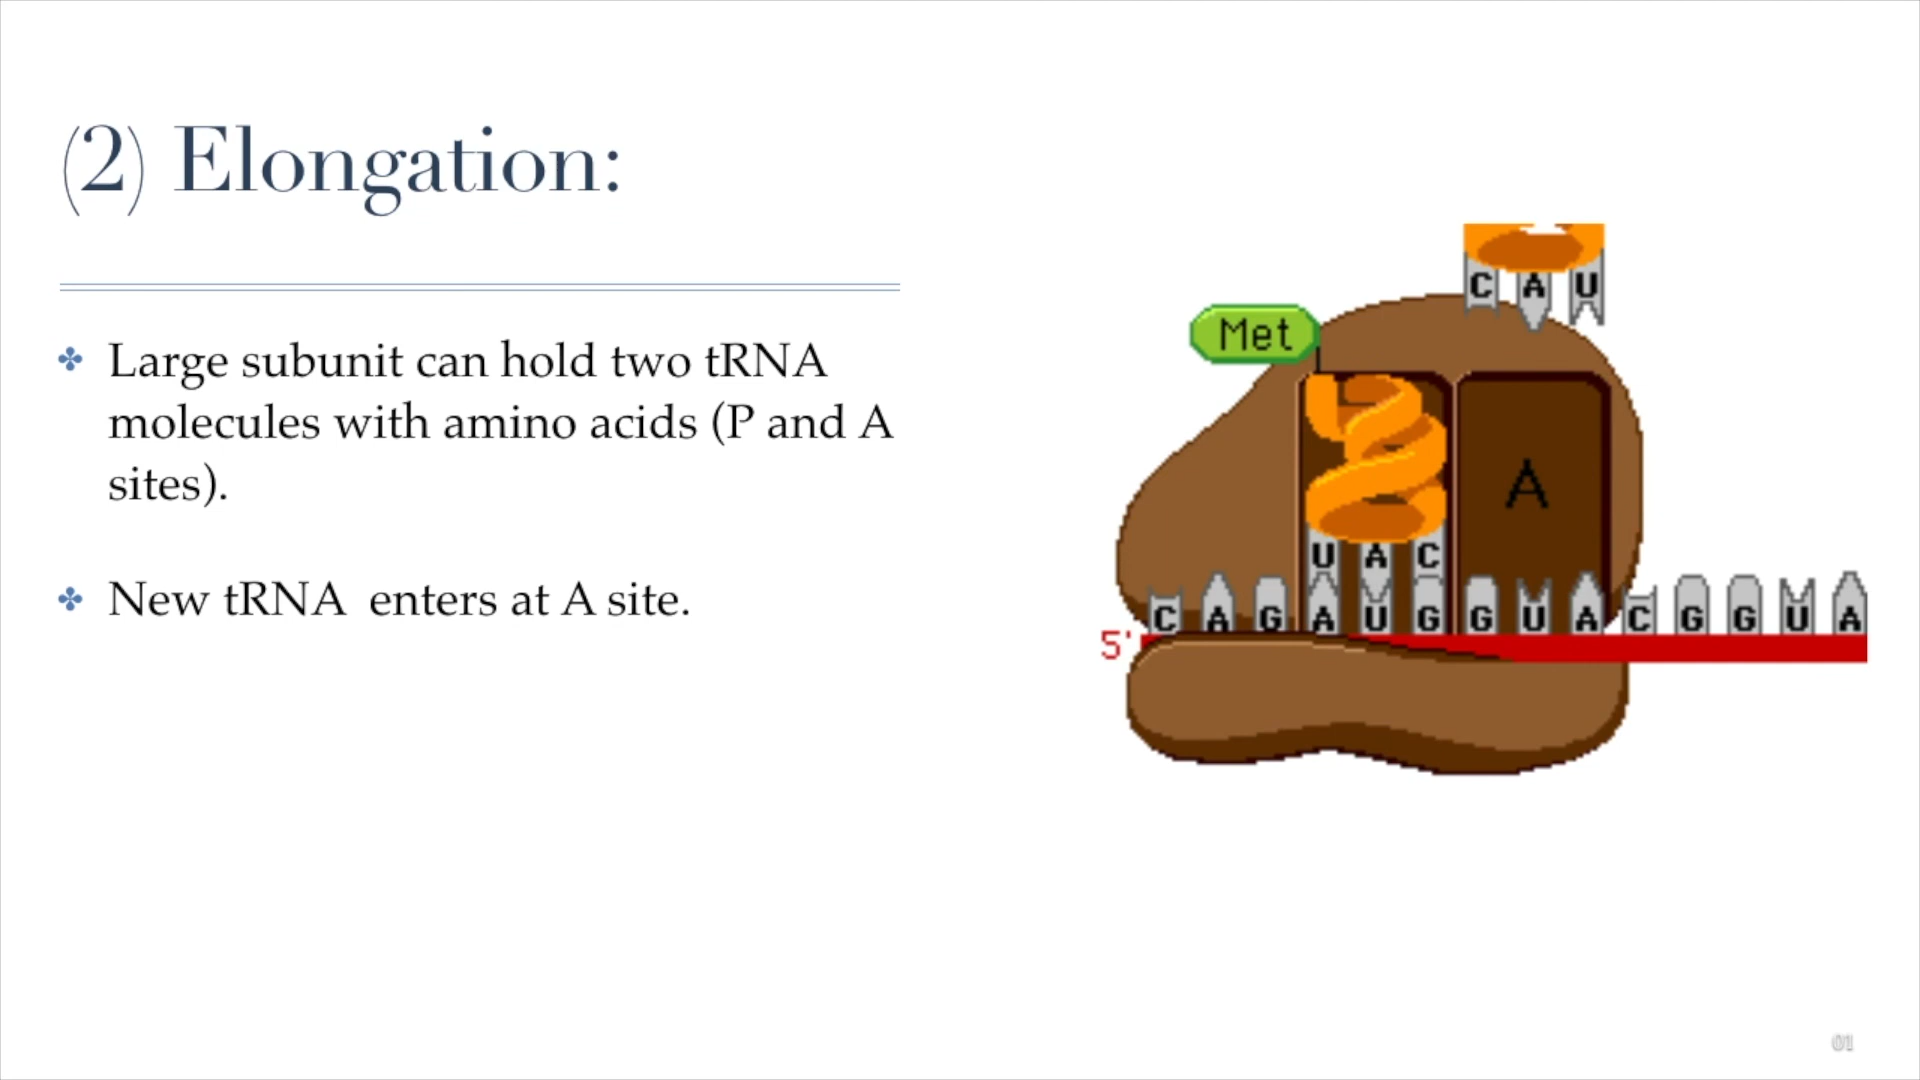 (2) Elongation:
Large subunit can hold two tRNA
molecules with amino acids (P and A
sites).
New tRNA enters at A site.
C A U
Met
A
U A C
C A G A U G G U A C G G U A
5'
01